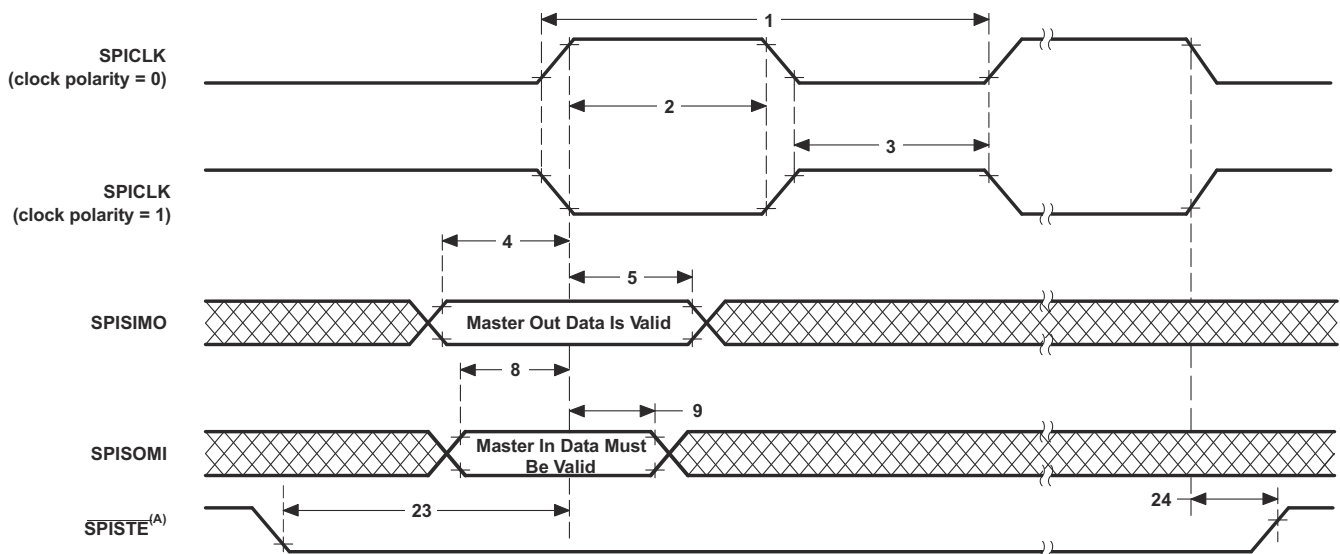 1
SPICLK
(clock polarity = 0)
2
3
SPICLK
(clock polarity = 1)
4
5
SPISIMO
Master Out Data Is Valid
8
9
SPISOMI
Master In Data Must
Be Valid
23
24
SPISTE(A)